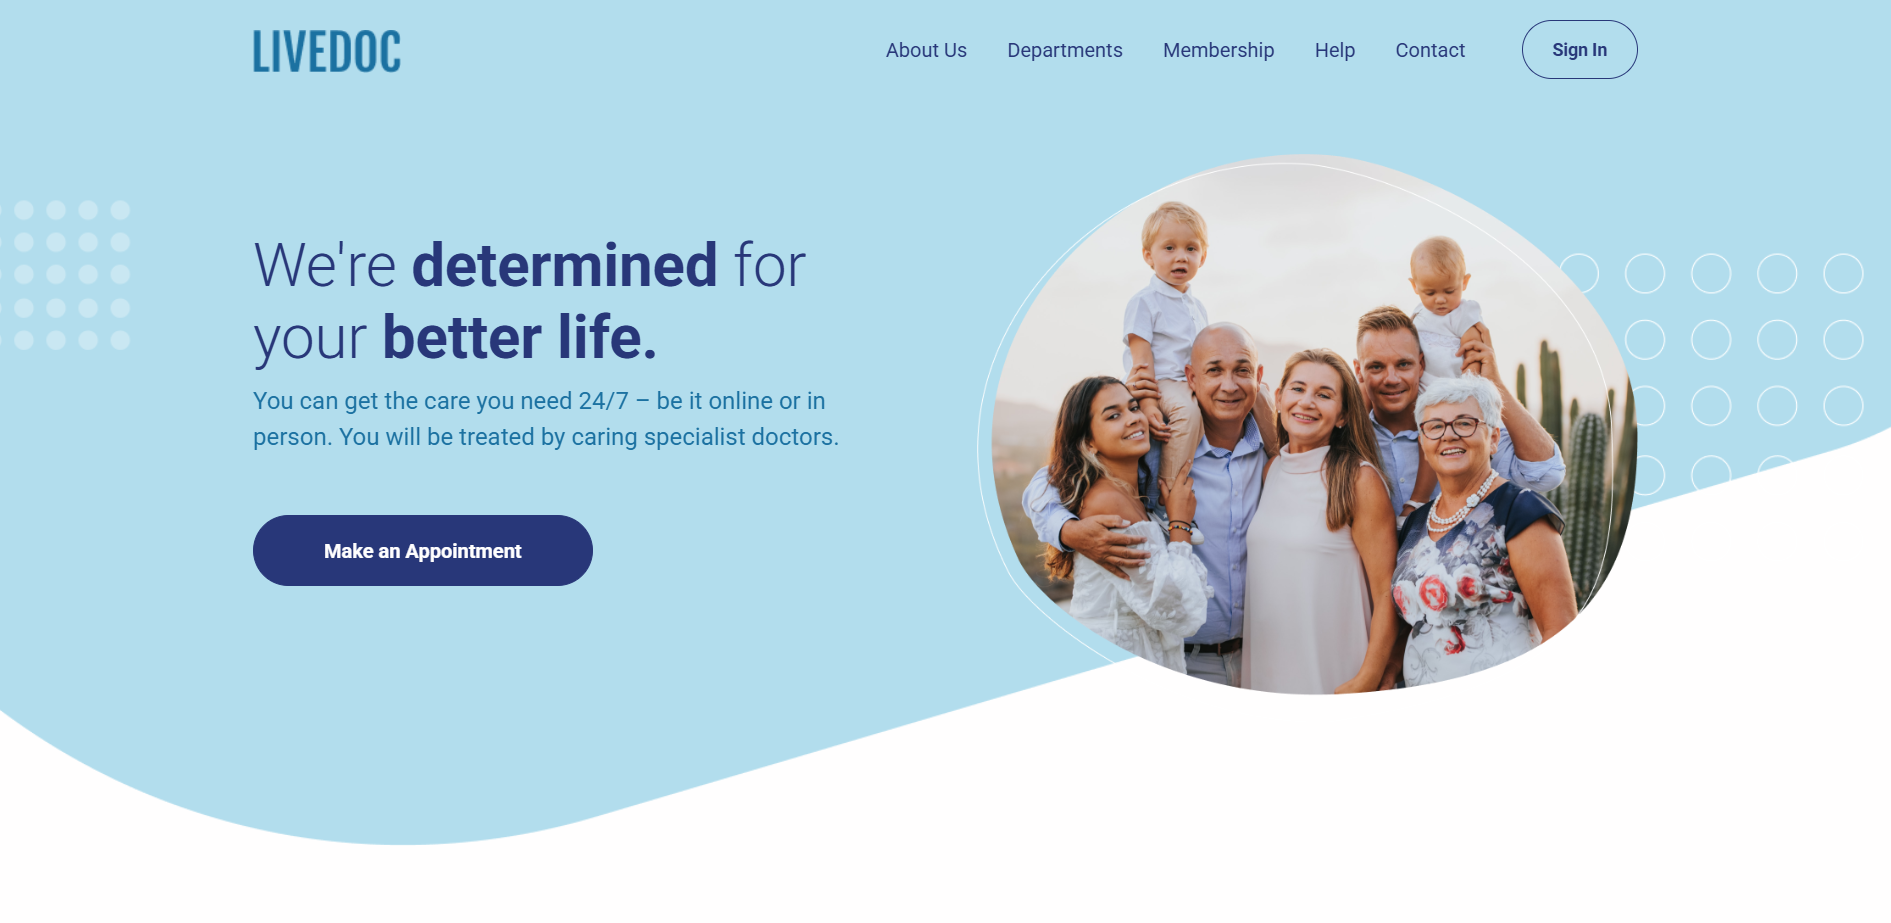 LIVEDOC
About Us
Departments
Membership
Help
Contact
Sign In
We're determined for
your better life.
You can get the care you need 24/7 – be it online or in
person. You will be treated by caring specialist doctors.
Make an Appointment